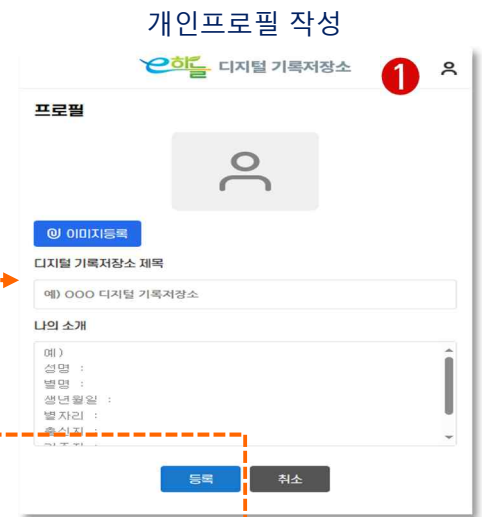 개인프로필 작성
e하늘 디지털 기록저장소
1
프로필
이미지등록
디지털 기록저장소 제목
예) OOO 디지털 기록저장소
나의 소개
예)
성명 :
별명 :
생년월일 :
별자리 :
등록 취소